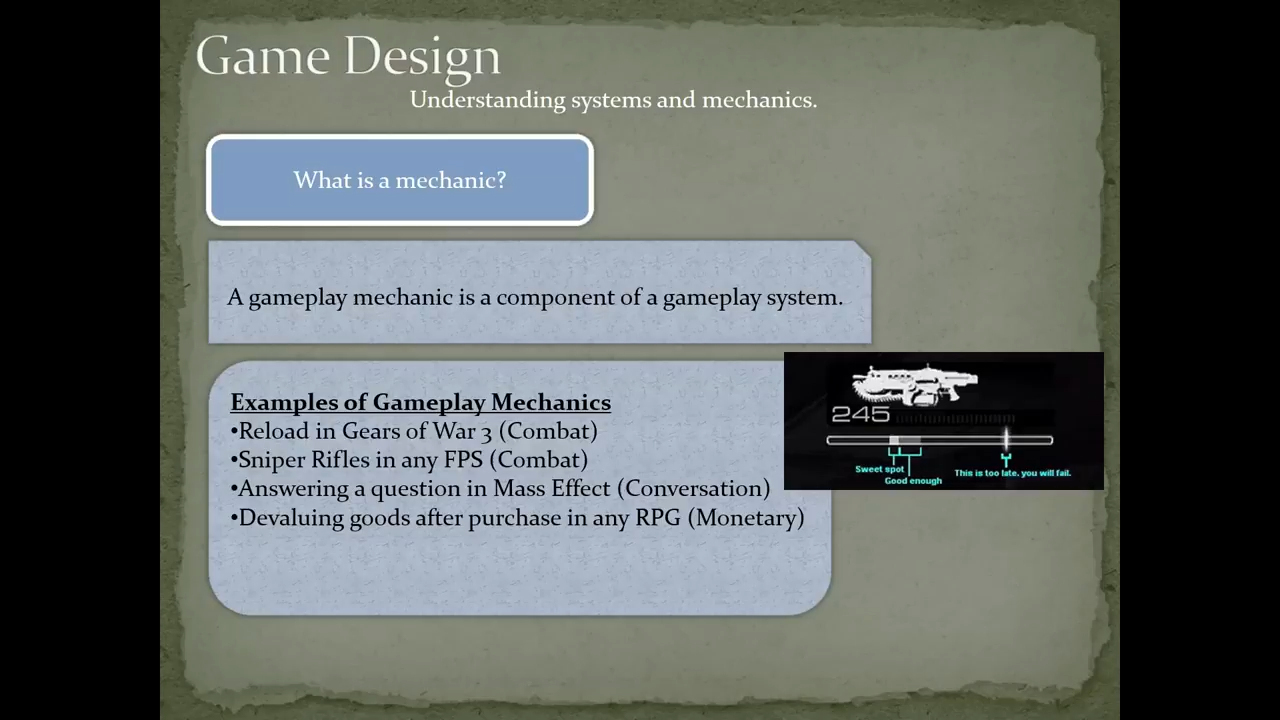 Game Design
Understanding systems and mechanics.
What is a mechanic?
A gameplay mechanic is a component of a gameplay system.
Examples of Gameplay Mechanics
•Reload in Gears of War 3 (Combat)
•Sniper Rifles in any FPS (Combat)
•Answering a question in Mass Effect (Conversation)
•Devaluing goods after purchase in any RPG (Monetary)
245
Sweet spot
Good enough
This is too late, you will fail.